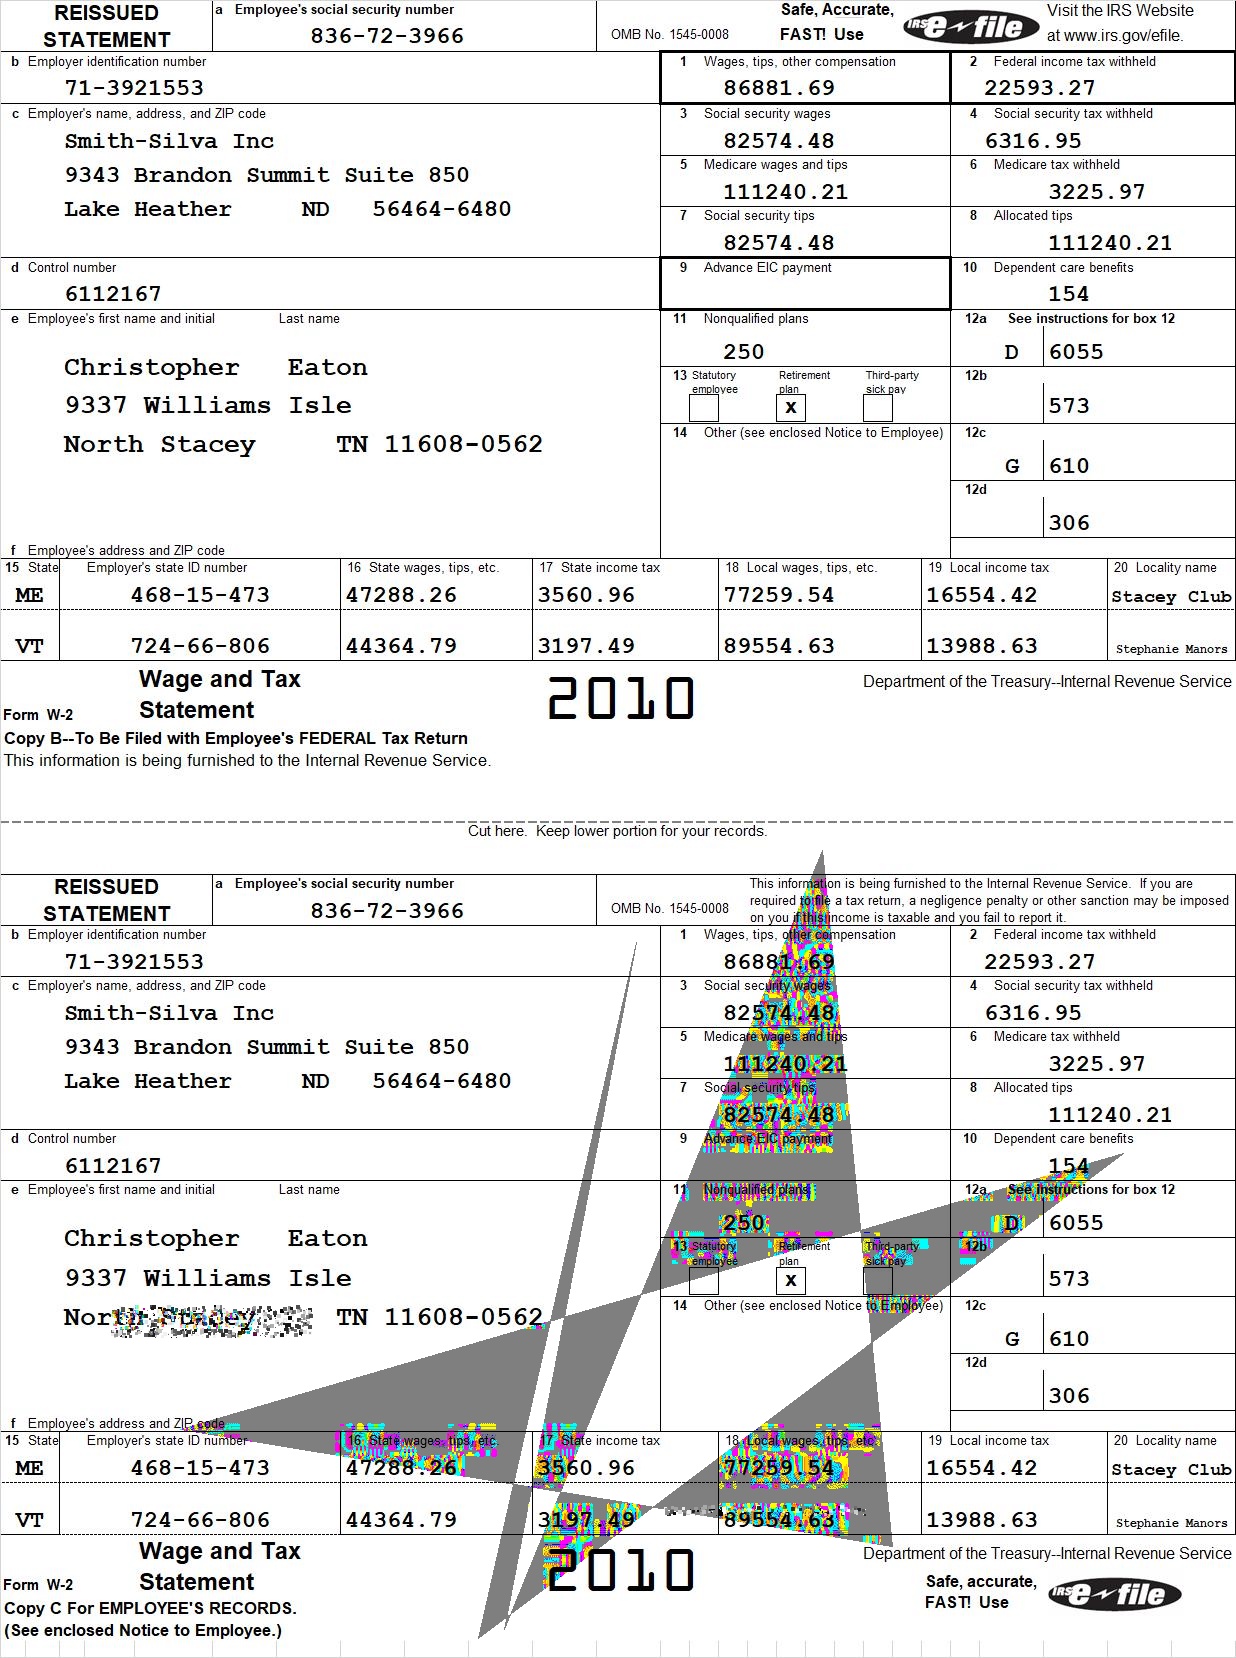 REISSUED STATEMENT
a Employee's social security number
836-72-3966
OMB No. 1545-0008
Safe, Accurate, FAST! Use
IRS e-file
Visit the IRS Website at www.irs.gov/efile.
b Employer identification number
71-3921553
1 Wages, tips, other compensation
86881.69
2 Federal income tax withheld
22593.27
c Employer's name, address, and ZIP code
Smith-Silva Inc
9343 Brandon Summit Suite 850
Lake Heather ND 56464-6480
3 Social security wages
82574.48
4 Social security tax withheld
6316.95
5 Medicare wages and tips
111240.21
6 Medicare tax withheld
3225.97
7 Social security tips
82574.48
8 Allocated tips
111240.21
d Control number
6112167
9 Advance EIC payment
10 Dependent care benefits
154
e Employee's first name and initial Last name
Christopher Eaton
9337 Williams Isle
North Stacey TN 11608-0562
11 Nonqualified plans
250
12a See instructions for box 12
D 6055
13 Statutory employee Retirement plan Third-party sick pay
X
12b
573
14 Other (see enclosed Notice to Employee)
12c
G 610
12d
306
f Employee's address and ZIP code
15 State Employer's state ID number 16 State wages, tips, etc. 17 State income tax 18 Local wages, tips, etc. 19 Local income tax 20 Locality name
ME 468-15-473 47288.26 3560.96 77259.54 16554.42 Stacey Club
VT 724-66-806 44364.79 3197.49 89554.63 13988.63 Stephanie Manors
Form W-2 Wage and Tax Statement
2010
Department of the Treasury--Internal Revenue Service
Copy B--To Be Filed with Employee's FEDERAL Tax Return
This information is being furnished to the Internal Revenue Service.
Cut here. Keep lower portion for your records.
REISSUED STATEMENT
a Employee's social security number
836-72-3966
OMB No. 1545-0008
This information is being furnished to the Internal Revenue Service. If you are
required to file a tax return, a negligence penalty or other sanction may be imposed
on you if this income is taxable and you fail to report it.
b Employer identification number
71-3921553
1 Wages, tips, other compensation
86881.69
2 Federal income tax withheld
22593.27
c Employer's name, address, and ZIP code
Smith-Silva Inc
9343 Brandon Summit Suite 850
Lake Heather ND 56464-6480
3 Social security wages
82574.48
4 Social security tax withheld
6316.95
5 Medicare wages and tips
111240.21
6 Medicare tax withheld
3225.97
7 Social security tips
82574.48
8 Allocated tips
111240.21
d Control number
6112167
9 Advance EIC payment
10 Dependent care benefits
154
e Employee's first name and initial Last name
Christopher Eaton
9337 Williams Isle
TN 11608-0562
11 Nonqualified plans
250
12a See instructions for box 12
D 6055
13 Statutory employee Retirement plan Third-party sick pay
X
12b
573
14 Other (see enclosed Notice to Employee)
12c
G 610
12d
306
f Employee's address and ZIP code
15 State Employer's state ID number 16 State wages, tips, etc. 17 State income tax 18 Local wages, tips, etc. 19 Local income tax 20 Locality name
ME 468-15-473 47288.26 3560.96 77259.54 16554.42 Stacey Club
VT 724-66-806 44364.79 3197.49 89554.63 13988.63 Stephanie Manors
Form W-2 Wage and Tax Statement
2010
Department of the Treasury--Internal Revenue Service
Copy C For EMPLOYEE'S RECORDS.
(See enclosed Notice to Employee.)
Safe, accurate, FAST! Use
IRS e-file